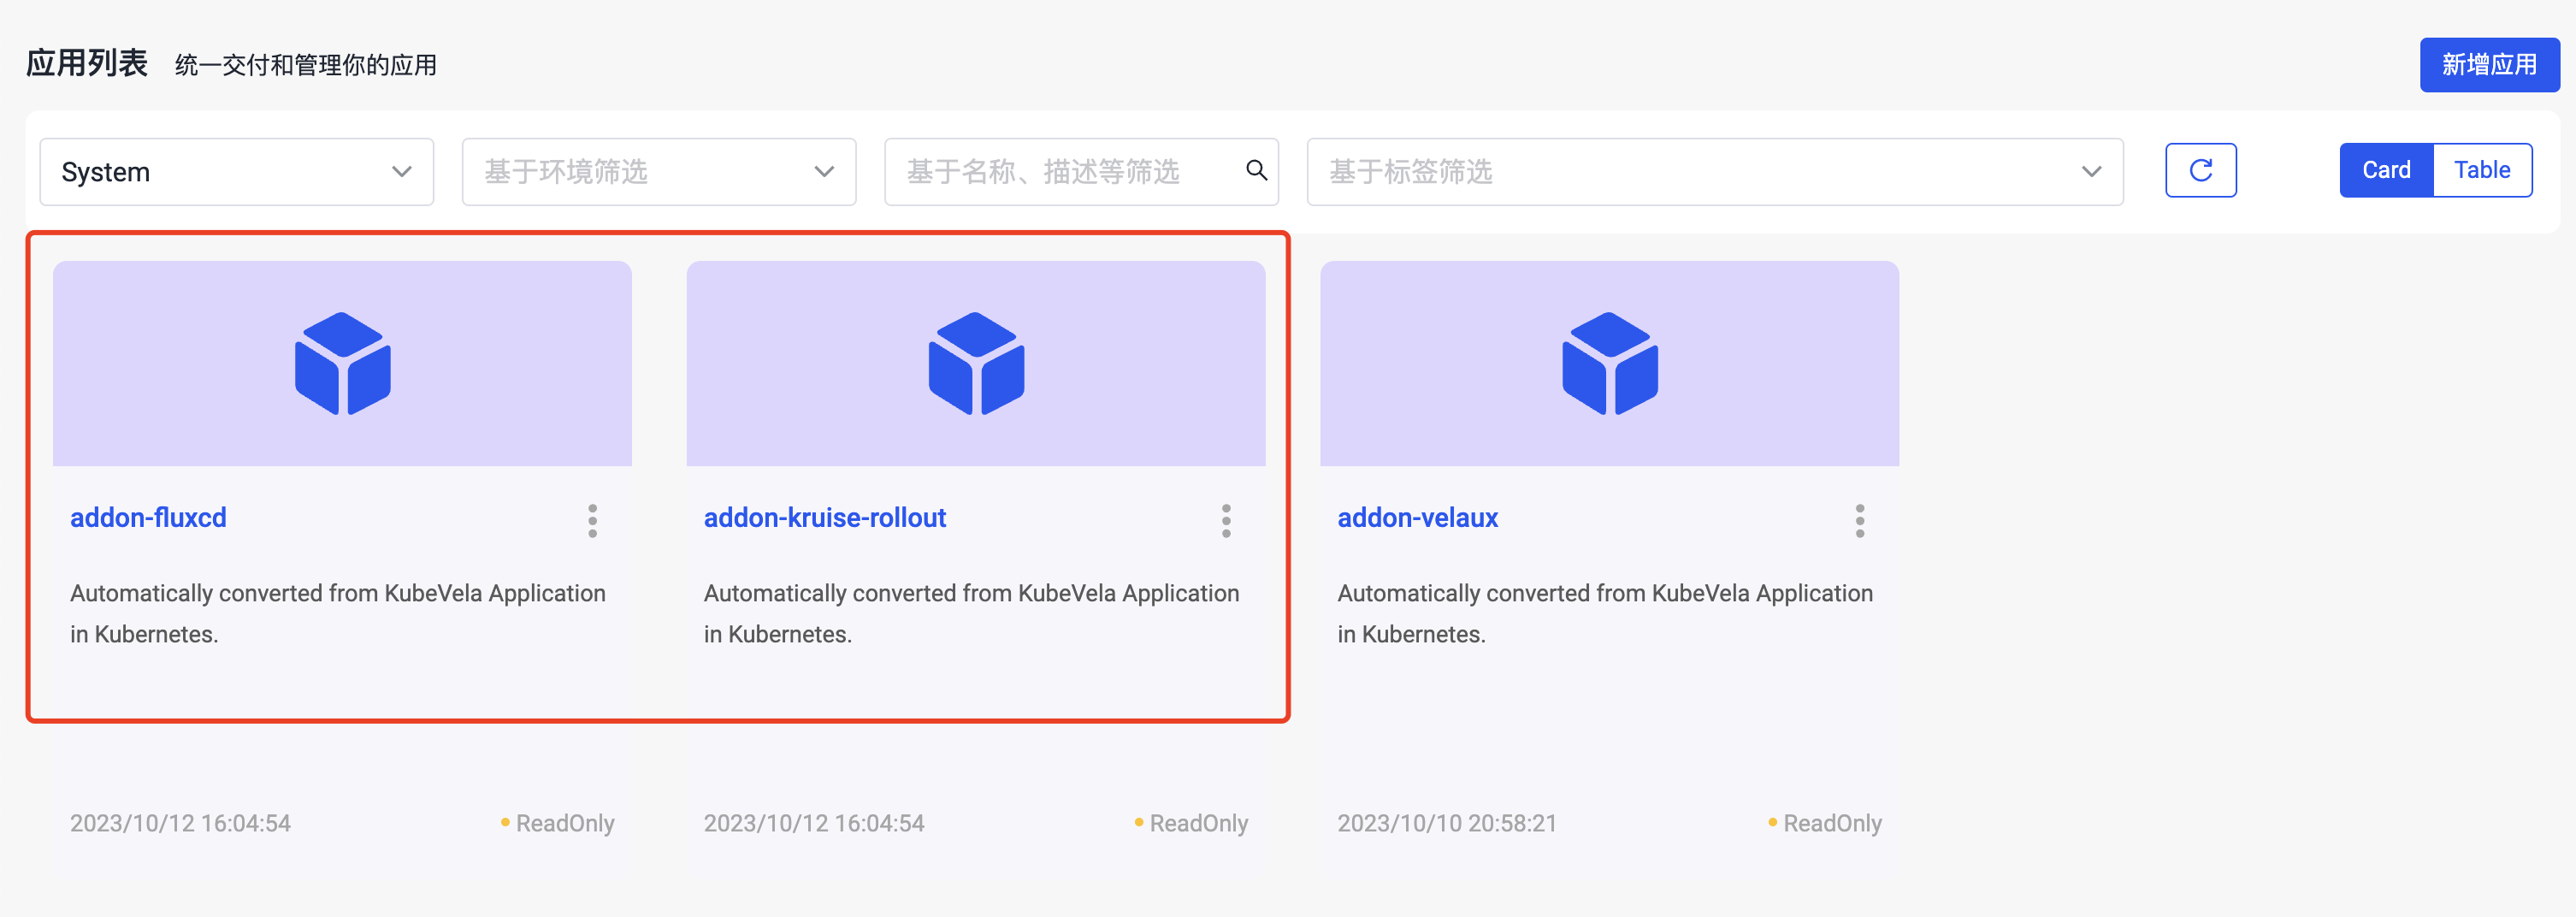 应用列表 统一交付和管理你的应用
新增应用
System
基于环境筛选
基于名称、描述等筛选
基于标签筛选
Card
Table
addon-fluxcd
Automatically converted from KubeVela Application
in Kubernetes.
2023/10/12 16:04:54
ReadOnly
addon-kruise-rollout
Automatically converted from KubeVela Application
in Kubernetes.
2023/10/12 16:04:54
ReadOnly
addon-velaux
Automatically converted from KubeVela Application
in Kubernetes.
2023/10/10 20:58:21
ReadOnly